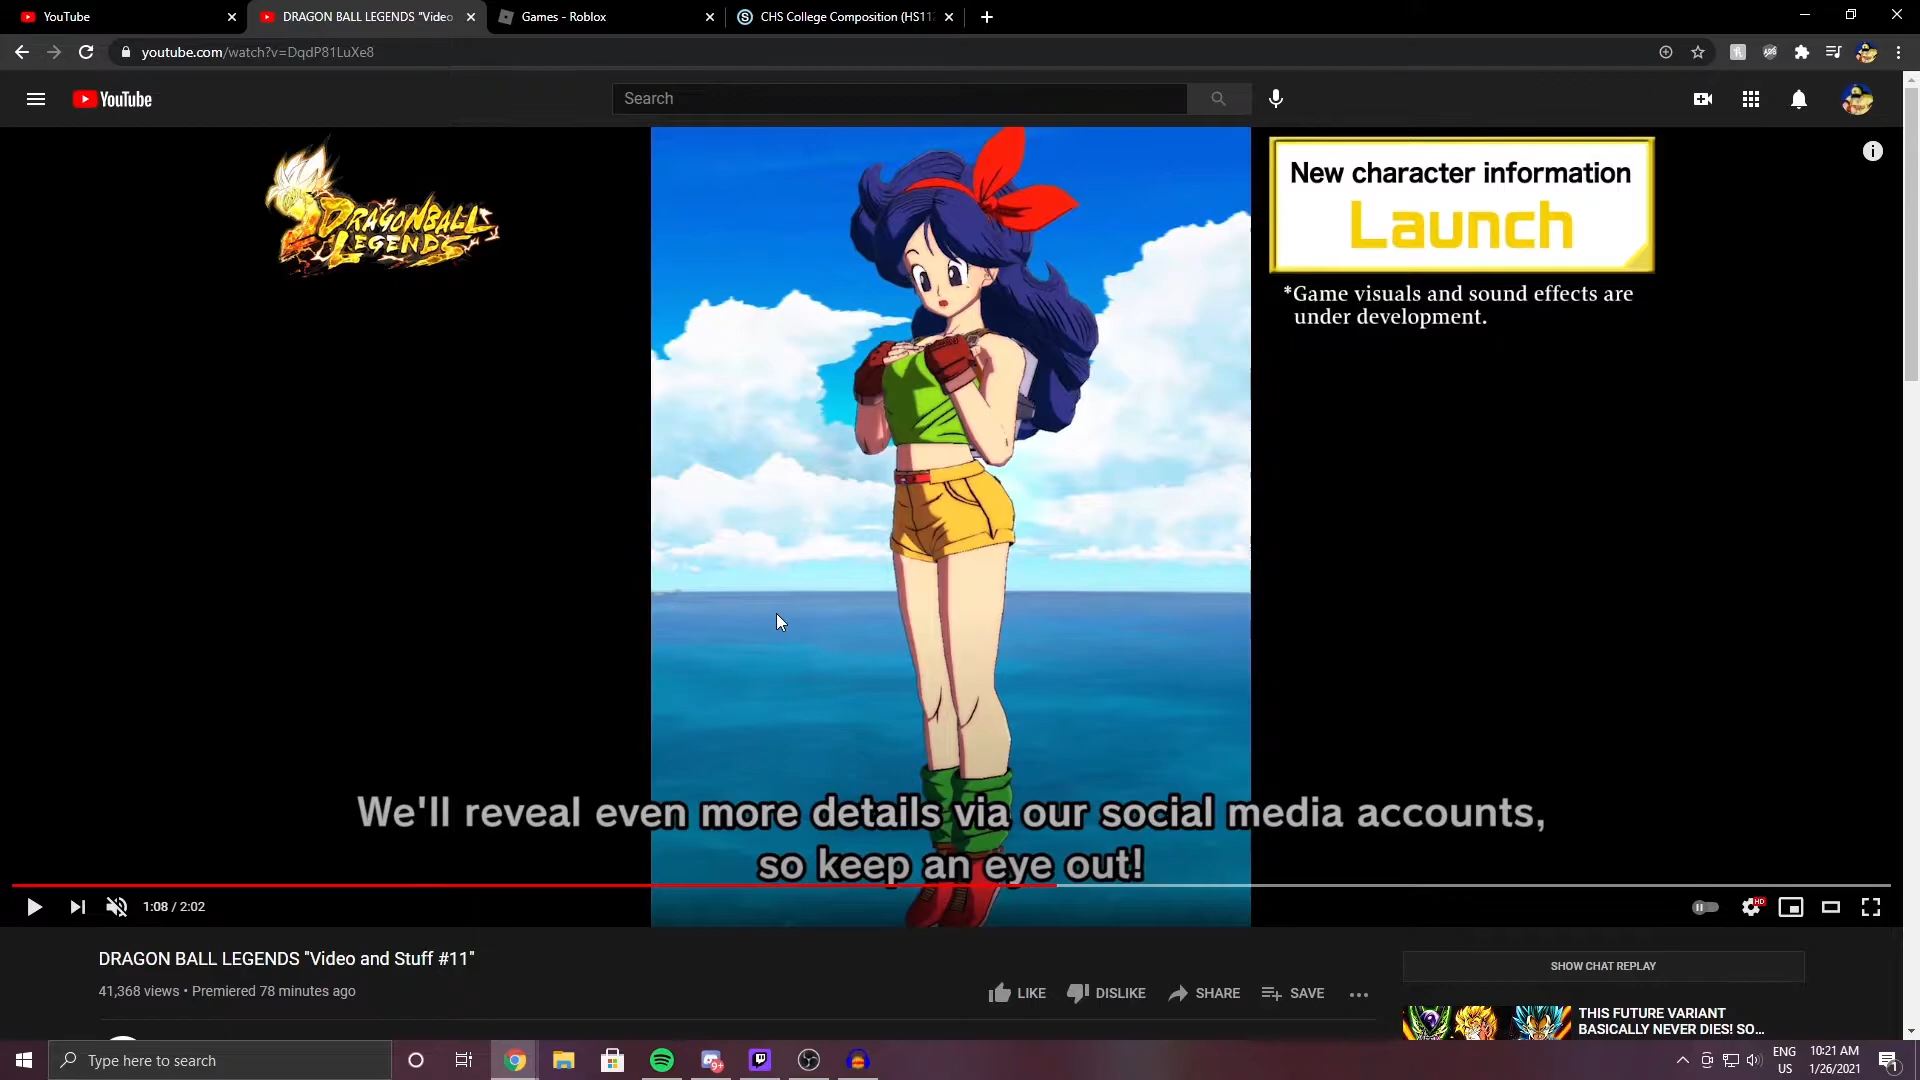 YouTube
DRAGON BALL LEGENDS "Video
Games - Roblox
CHS College Composition (HS112
youtube.com/watch?v=DqdP81LuXe8
YouTube
Search
DRAGONBALL
LEGENDS
New character information
Launch
*Game visuals and sound effects are
under development.
We'll reveal even more details via our social media accounts,
so keep an eye out!
1:08 / 2:02
HD
DRAGON BALL LEGENDS "Video and Stuff #11"
41,368 views • Premiered 78 minutes ago
LIKE
DISLIKE
SHARE
SAVE
SHOW CHAT REPLAY
THIS FUTURE VARIANT
BASICALLY NEVER DIES! SO...
Type here to search
9+
ENG
US
10:21 AM
1/26/2021
1